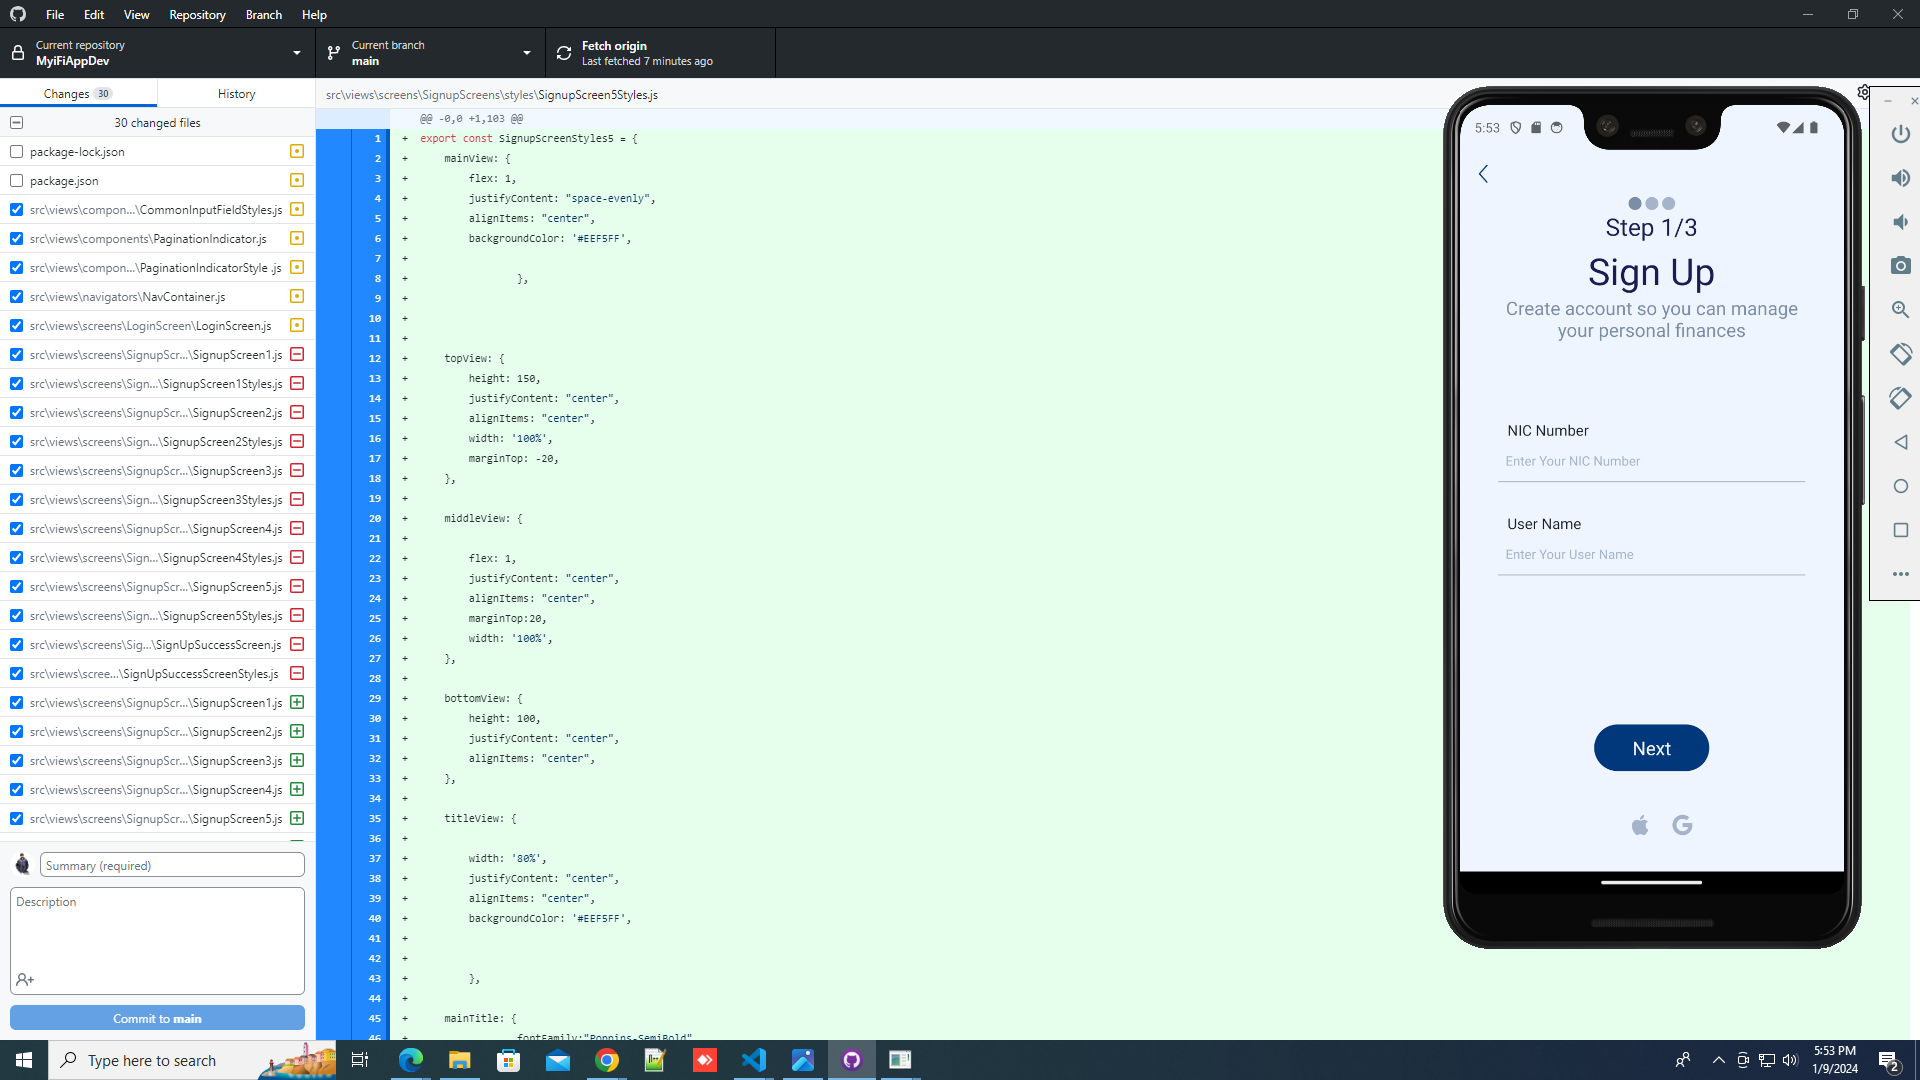 File Edit View Repository Branch Help
Current repository
MyiFiAppDev
Current branch
main
Fetch origin
Last fetched 7 minutes ago
Changes 30
History
30 changed files
package-lock.json
package.json
src\views\compon...\CommonInputFieldStyles.js
src\views\components\PaginationIndicator.js
src\views\compon...\PaginationIndicatorStyle .js
src\views\navigators\NavContainer.js
src\views\screens\LoginScreen\LoginScreen.js
src\views\screens\SignupScr...\SignupScreen1.js
src\views\screens\Sign...\SignupScreen1Styles.js
src\views\screens\SignupScr...\SignupScreen2.js
src\views\screens\Sign...\SignupScreen2Styles.js
src\views\screens\SignupScr...\SignupScreen3.js
src\views\screens\Sign...\SignupScreen3Styles.js
src\views\screens\SignupScr...\SignupScreen4.js
src\views\screens\Sign...\SignupScreen4Styles.js
src\views\screens\SignupScr...\SignupScreen5.js
src\views\screens\Sign...\SignupScreen5Styles.js
src\views\screens\Sig...\SignUpSuccessScreen.js
src\views\scree...\SignUpSuccessScreenStyles.js
src\views\screens\SignupScr...\SignupScreen1.js
src\views\screens\SignupScr...\SignupScreen2.js
src\views\screens\SignupScr...\SignupScreen3.js
src\views\screens\SignupScr...\SignupScreen4.js
src\views\screens\SignupScr...\SignupScreen5.js
Summary (required)
Description
Commit to main
src\views\screens\SignupScreens\styles\SignupScreen5Styles.js
@@ -0,0 +1,103 @@
1 + export const SignupScreenStyles5 = {
2 + mainView: {
3 + flex: 1,
4 + justifyContent: "space-evenly",
5 + alignItems: "center",
6 + backgroundColor: '#EEF5FF',
7 +
8 + },
9 +
10 +
11 +
12 + topView: {
13 + height: 150,
14 + justifyContent: "center",
15 + alignItems: "center",
16 + width: '100%',
17 + marginTop: -20,
18 + },
19 +
20 + middleView: {
21 +
22 + flex: 1,
23 + justifyContent: "center",
24 + alignItems: "center",
25 + marginTop:20,
26 + width: '100%',
27 + },
28 +
29 + bottomView: {
30 + height: 100,
31 + justifyContent: "center",
32 + alignItems: "center",
33 + },
34 +
35 + titleView: {
36 +
37 + width: '80%',
38 + justifyContent: "center",
39 + alignItems: "center",
40 + backgroundColor: '#EEF5FF',
41 +
42 +
43 + },
44 +
45 + mainTitle: {
46 + fontFamily:"Poppins-SemiBold"
5:53
Step 1/3
Sign Up
Create account so you can manage
your personal finances
NIC Number
Enter Your NIC Number
User Name
Enter Your User Name
Next
Type here to search
5:53 PM
1/9/2024
2